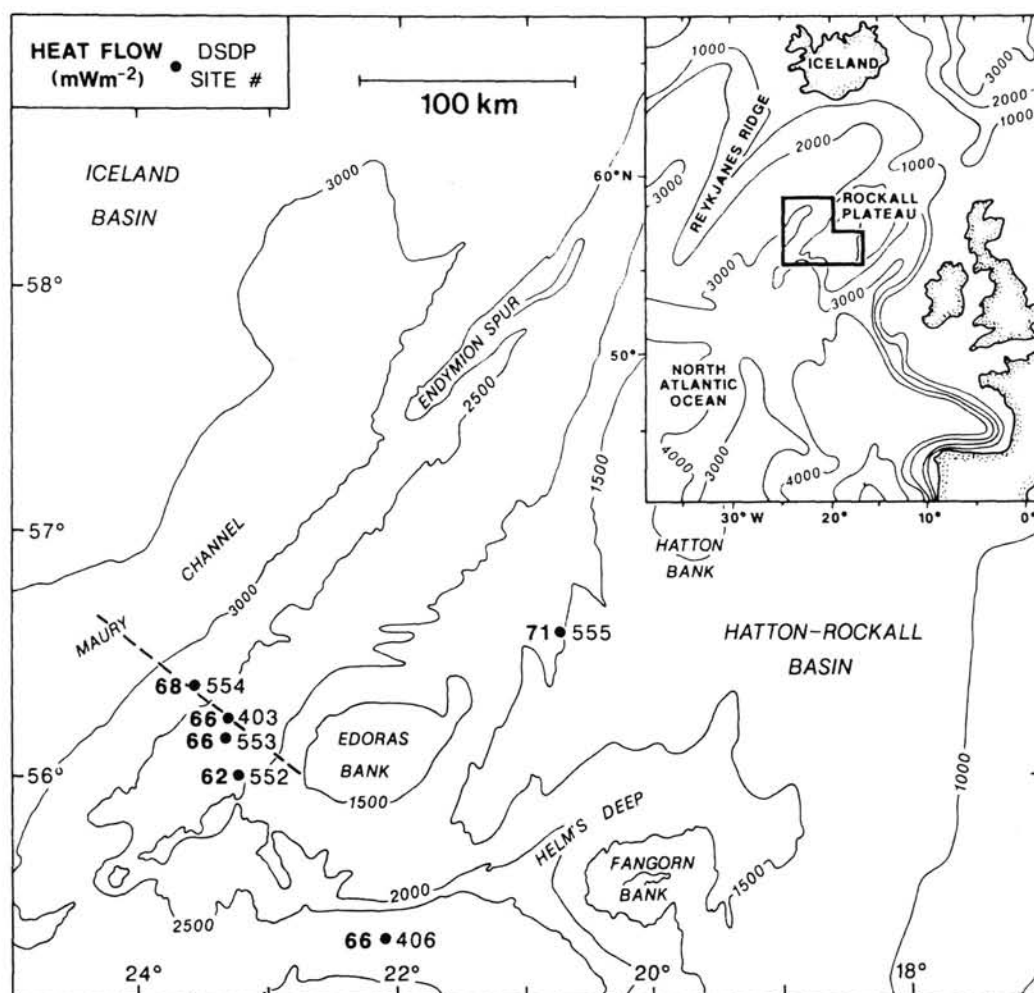 HEAT FLOW
(mWm⁻²)
DSDP
SITE #
100 km
ICELAND
BASIN
3000
58°
ENDYMION SPUR
2500
1500
57°
CHANNEL
3000
MAURY
HATTON
BANK
71 555
HATTON–ROCKALL
BASIN
68 554
66 403
66 553
62 552
EDORAS
BANK
1500
56°
1000
HELM'S DEEP
FANGORN
BANK
1500
2000
2500
66 406
24°
22°
20°
18°
1000
ICELAND
3000
2000
1000
REYKJANES RIDGE
2000
1000
60°N
3000
ROCKALL
PLATEAU
3000
3000
50°
NORTH
ATLANTIC
OCEAN
4000
3000
4000
30°W
20°
10°
0°